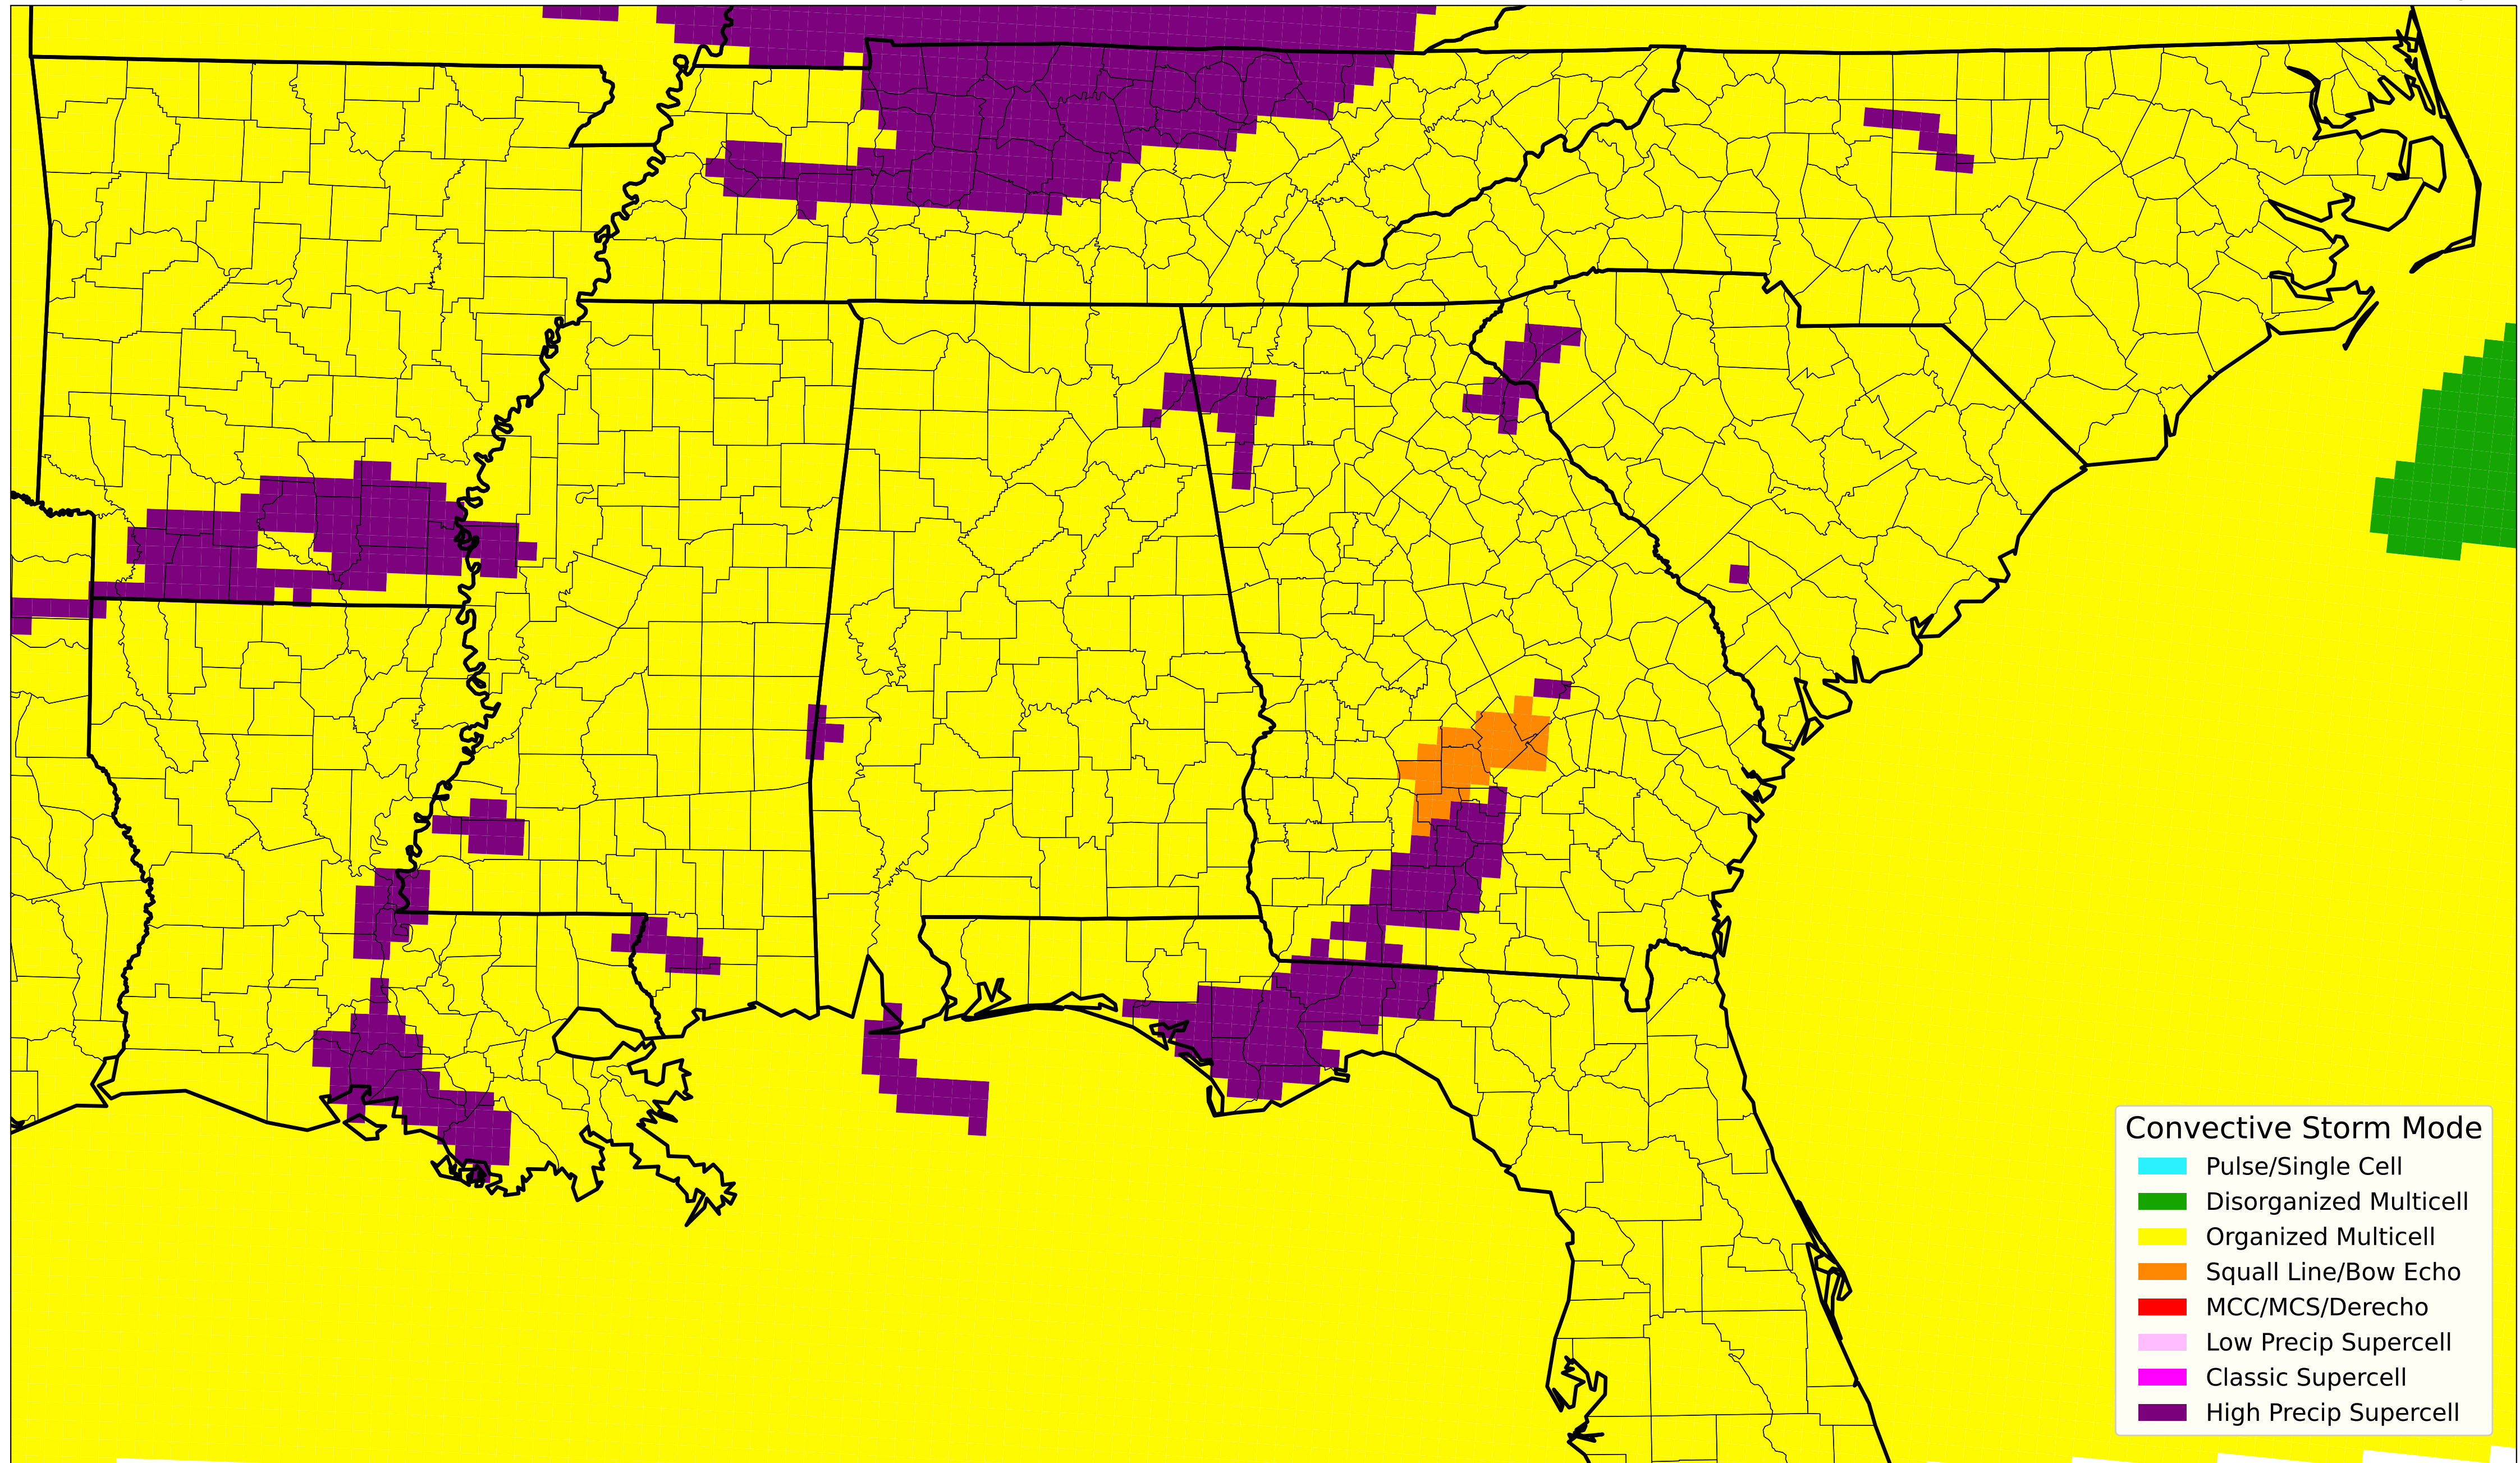 Convective Storm Mode
Pulse/Single Cell
Disorganized Multicell
Organized Multicell
Squall Line/Bow Echo
MCC/MCS/Derecho
Low Precip Supercell
Classic Supercell
High Precip Supercell